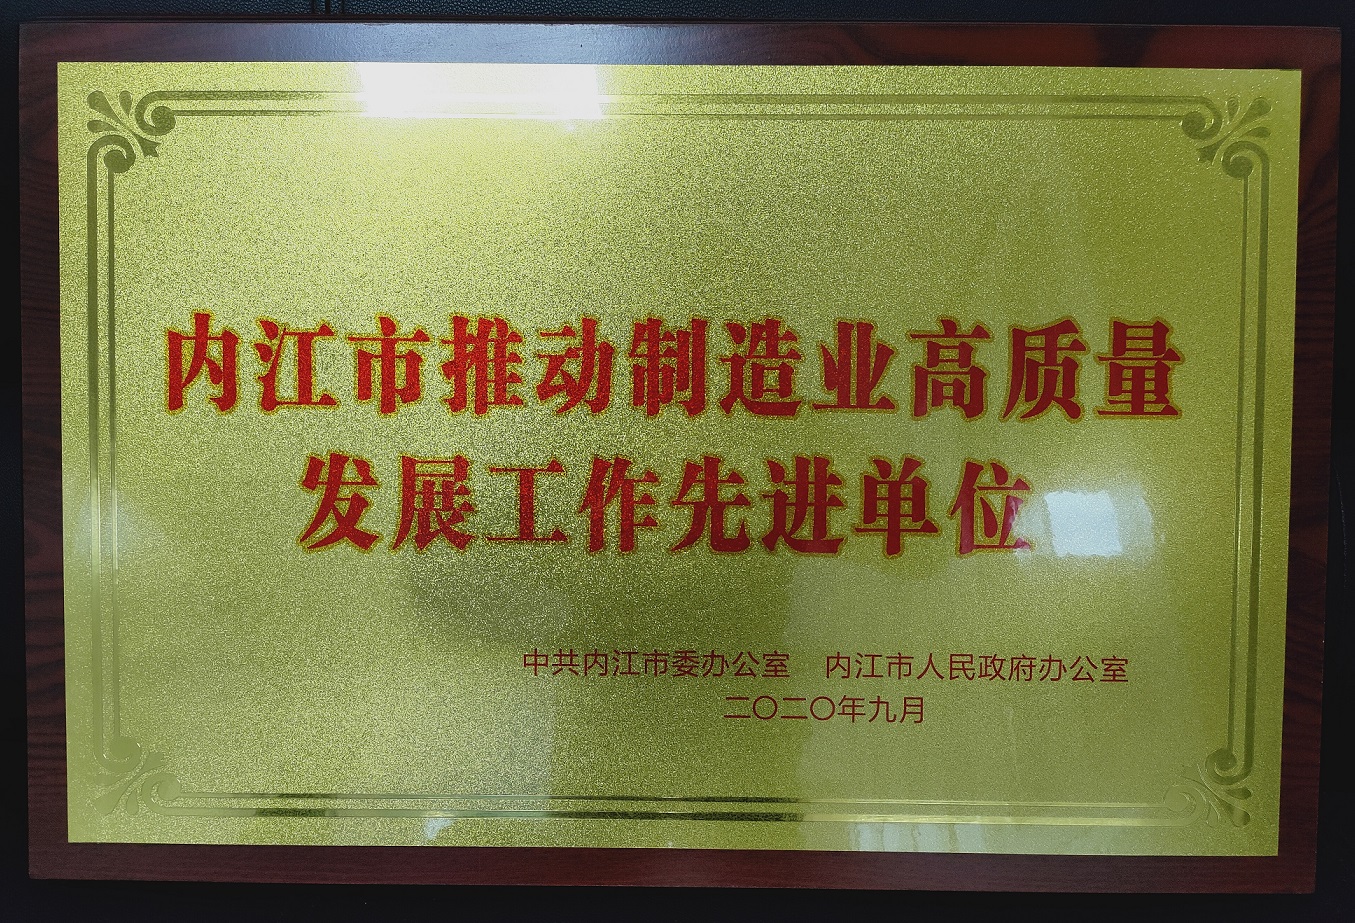 内江市推动制造业高质量
发展工作先进单位
中共内江市委办公室　内江市人民政府办公室
二〇二〇年九月